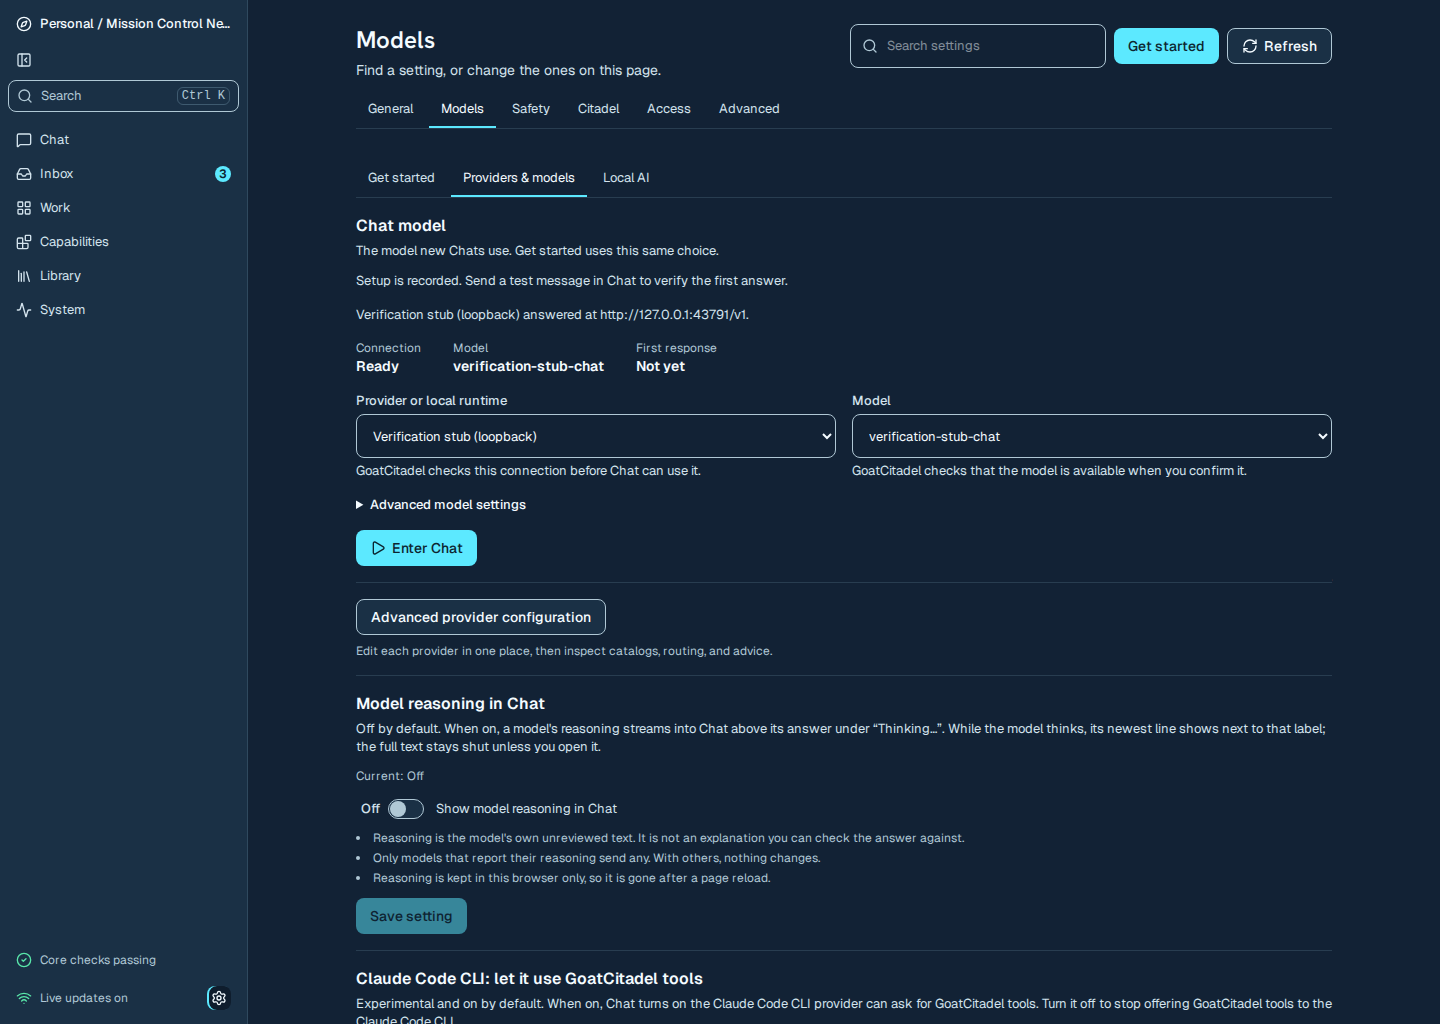 Personal / Mission Control Ne...
Search
Ctrl K
Chat
Inbox
3
Work
Capabilities
Library
System
Core checks passing
Live updates on
Models
Find a setting, or change the ones on this page.
Search settings
Get started
Refresh
General
Models
Safety
Citadel
Access
Advanced
Get started
Providers & models
Local AI
Chat model
The model new Chats use. Get started uses this same choice.
Setup is recorded. Send a test message in Chat to verify the first answer.
Verification stub (loopback) answered at http://127.0.0.1:43791/v1.
Connection
Ready
Model
verification-stub-chat
First response
Not yet
Provider or local runtime
Verification stub (loopback)
GoatCitadel checks this connection before Chat can use it.
Model
verification-stub-chat
GoatCitadel checks that the model is available when you confirm it.
Advanced model settings
Enter Chat
Advanced provider configuration
Edit each provider in one place, then inspect catalogs, routing, and advice.
Model reasoning in Chat
Off by default. When on, a model's reasoning streams into Chat above its answer under “Thinking...”. While the model thinks, its newest line shows next to that label;
the full text stays shut unless you open it.
Current: Off
Off
Show model reasoning in Chat
Reasoning is the model's own unreviewed text. It is not an explanation you can check the answer against.
Only models that report their reasoning send any. With others, nothing changes.
Reasoning is kept in this browser only, so it is gone after a page reload.
Save setting
Claude Code CLI: let it use GoatCitadel tools
Experimental and on by default. When on, Chat turns on the Claude Code CLI provider can ask for GoatCitadel tools. Turn it off to stop offering GoatCitadel tools to the
Claude Code CLI